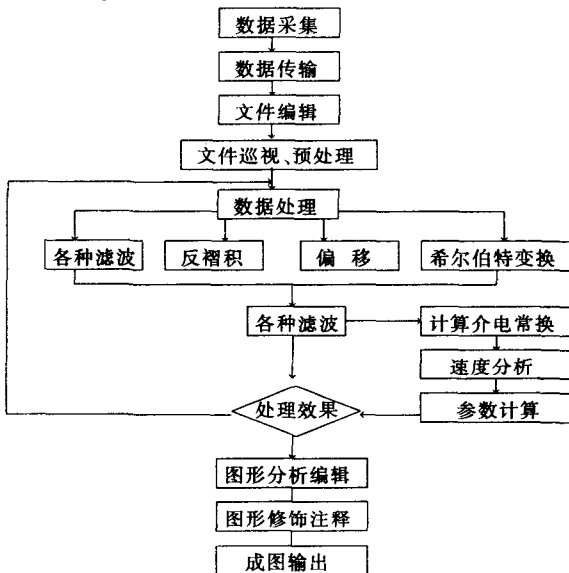 数据采集
数据传输
文件编辑
文件巡视、预处理
数据处理
各种滤波
反褶积
偏 移
希尔伯特变换
各种滤波
计算介电常换
速度分析
处理效果
参数计算
图形分析编辑
图形修饰注释
成图输出